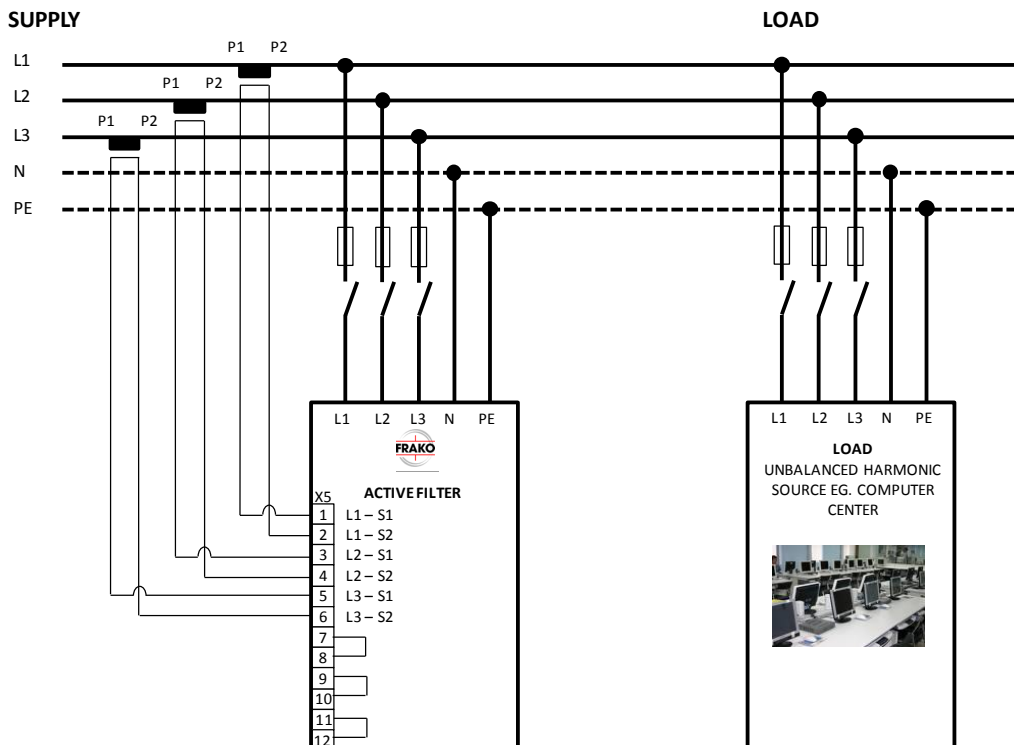 SUPPLY
LOAD
P1 P2
L1
P1 P2
L2
P1 P2
L3
N
PE
L1 L2 L3 N PE
FRAKO
ACTIVE FILTER
X5
1 L1 – S1
2 L1 – S2
3 L2 – S1
4 L2 – S2
5 L3 – S1
6 L3 – S2
7
8
9
10
11
12
L1 L2 L3 N PE
LOAD
UNBALANCED HARMONIC
SOURCE EG. COMPUTER
CENTER